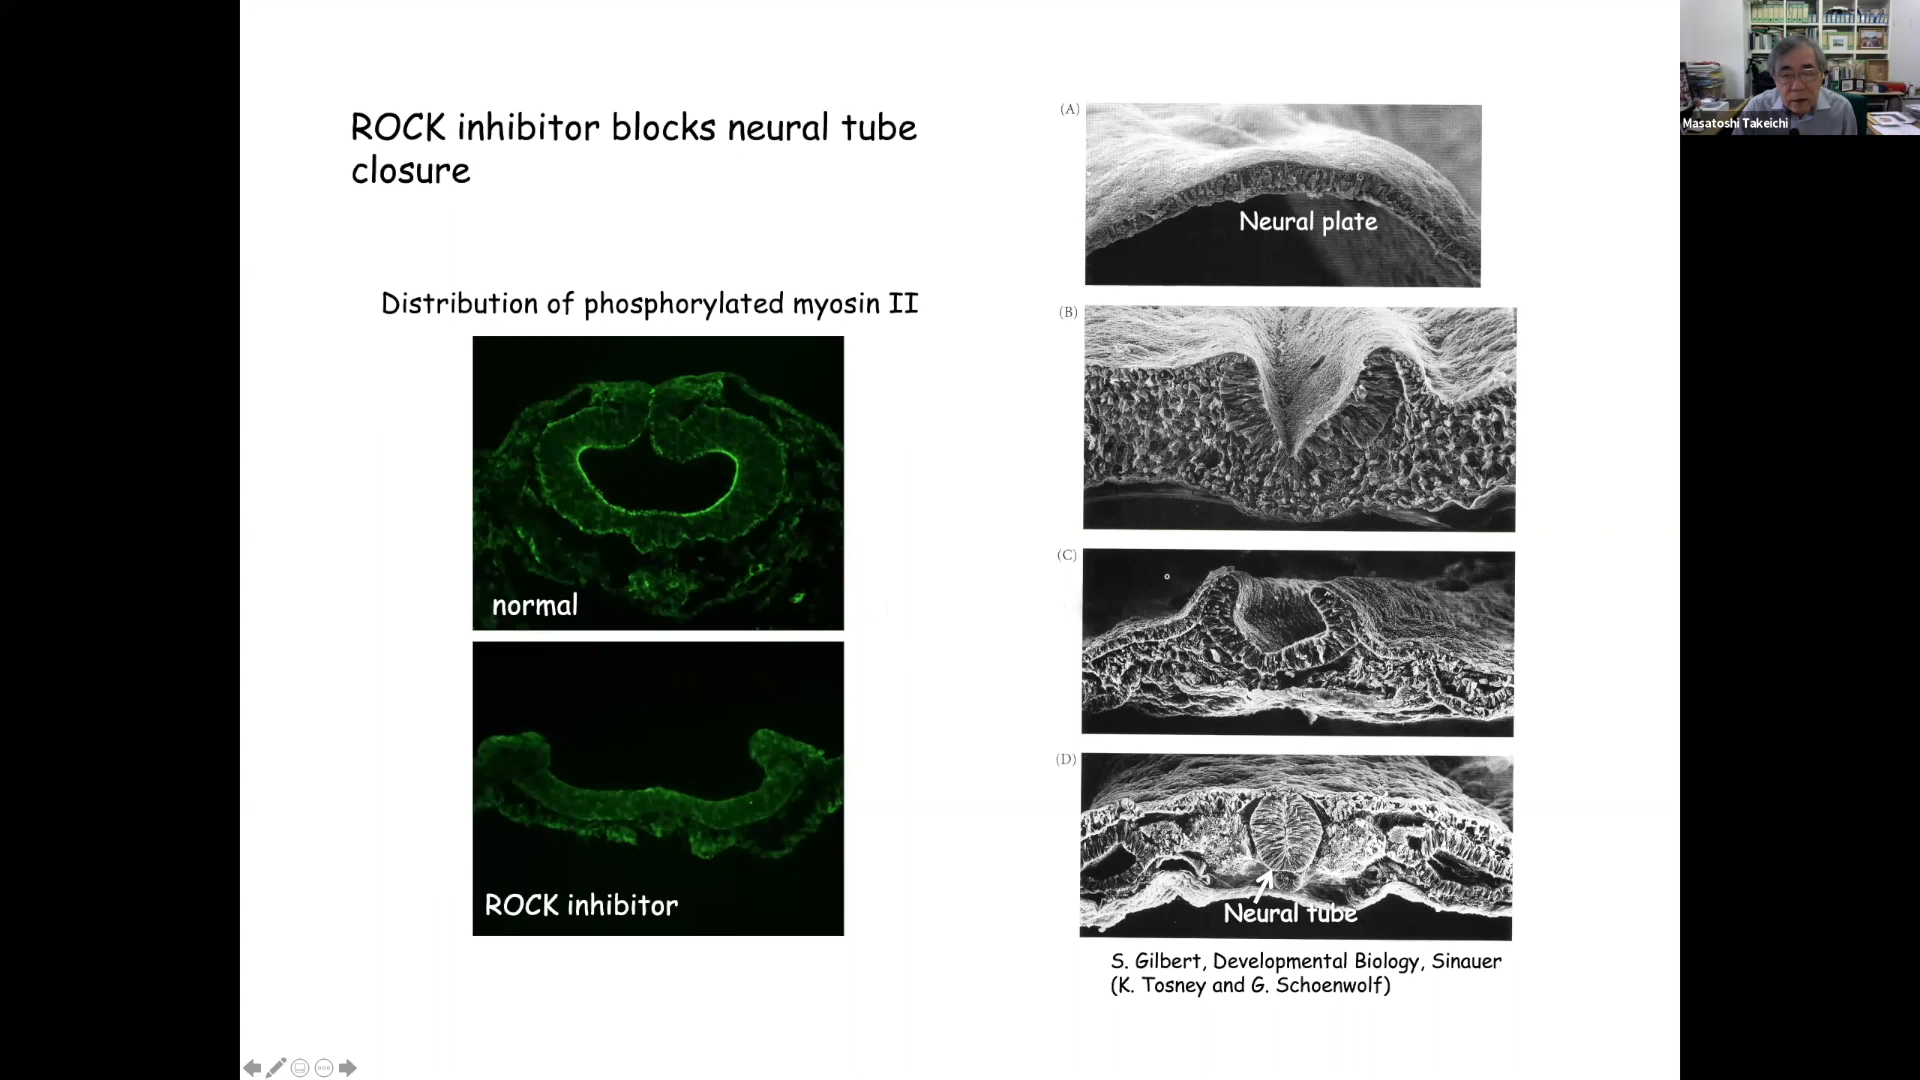 ROCK inhibitor blocks neural tube
closure
Distribution of phosphorylated myosin II
normal
ROCK inhibitor
(A)
Neural plate
(B)
(C)
(D)
Neural tube
S. Gilbert, Developmental Biology, Sinauer
(K. Tosney and G. Schoenwolf)
Masatoshi Takeichi